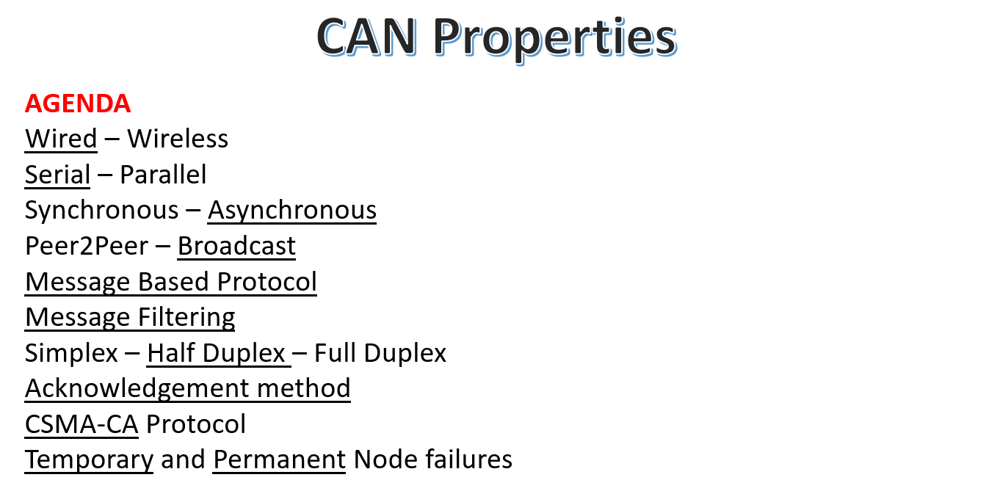 CAN Properties
AGENDA
Wired – Wireless
Serial – Parallel
Synchronous – Asynchronous
Peer2Peer – Broadcast
Message Based Protocol
Message Filtering
Simplex – Half Duplex – Full Duplex
Acknowledgement method
CSMA-CA Protocol
Temporary and Permanent Node failures